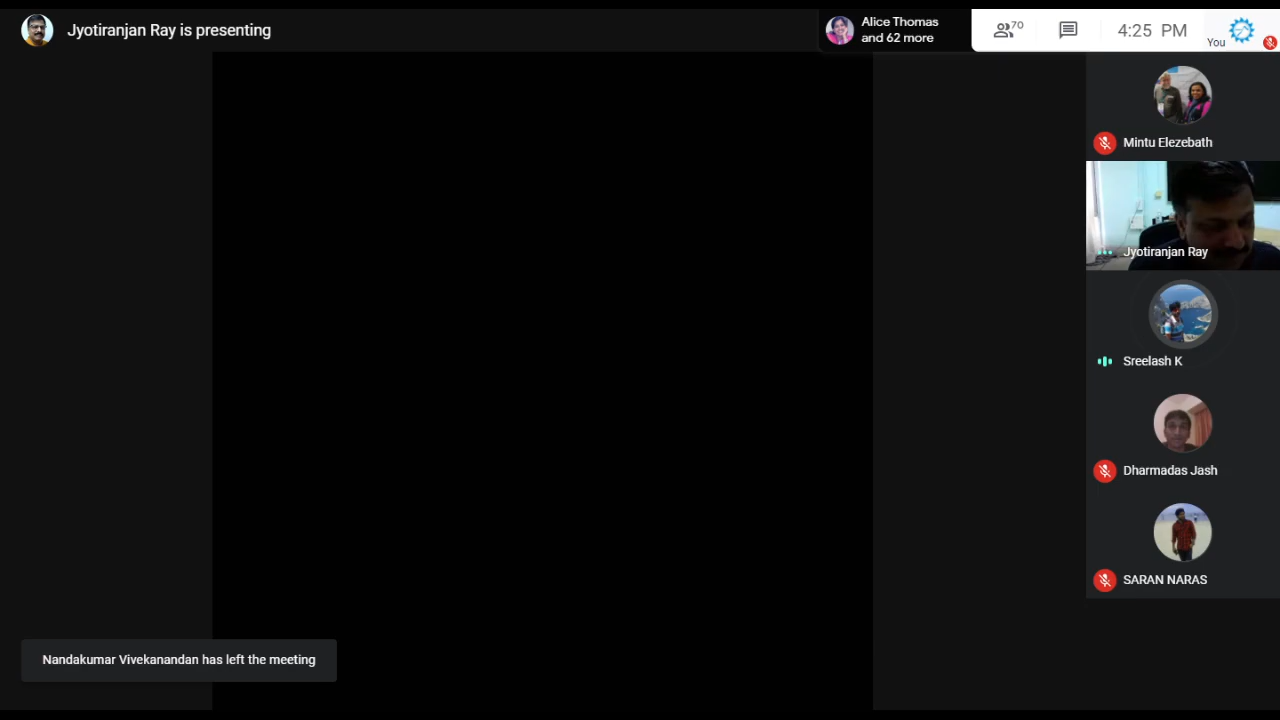 Jyotiranjan Ray is presenting
Alice Thomas
and 62 more
70
4:25 PM
You
Mintu Elezebath
Jyotiranjan Ray
Sreelash K
Dharmadas Jash
SARAN NARAS
Nandakumar Vivekanandan has left the meeting